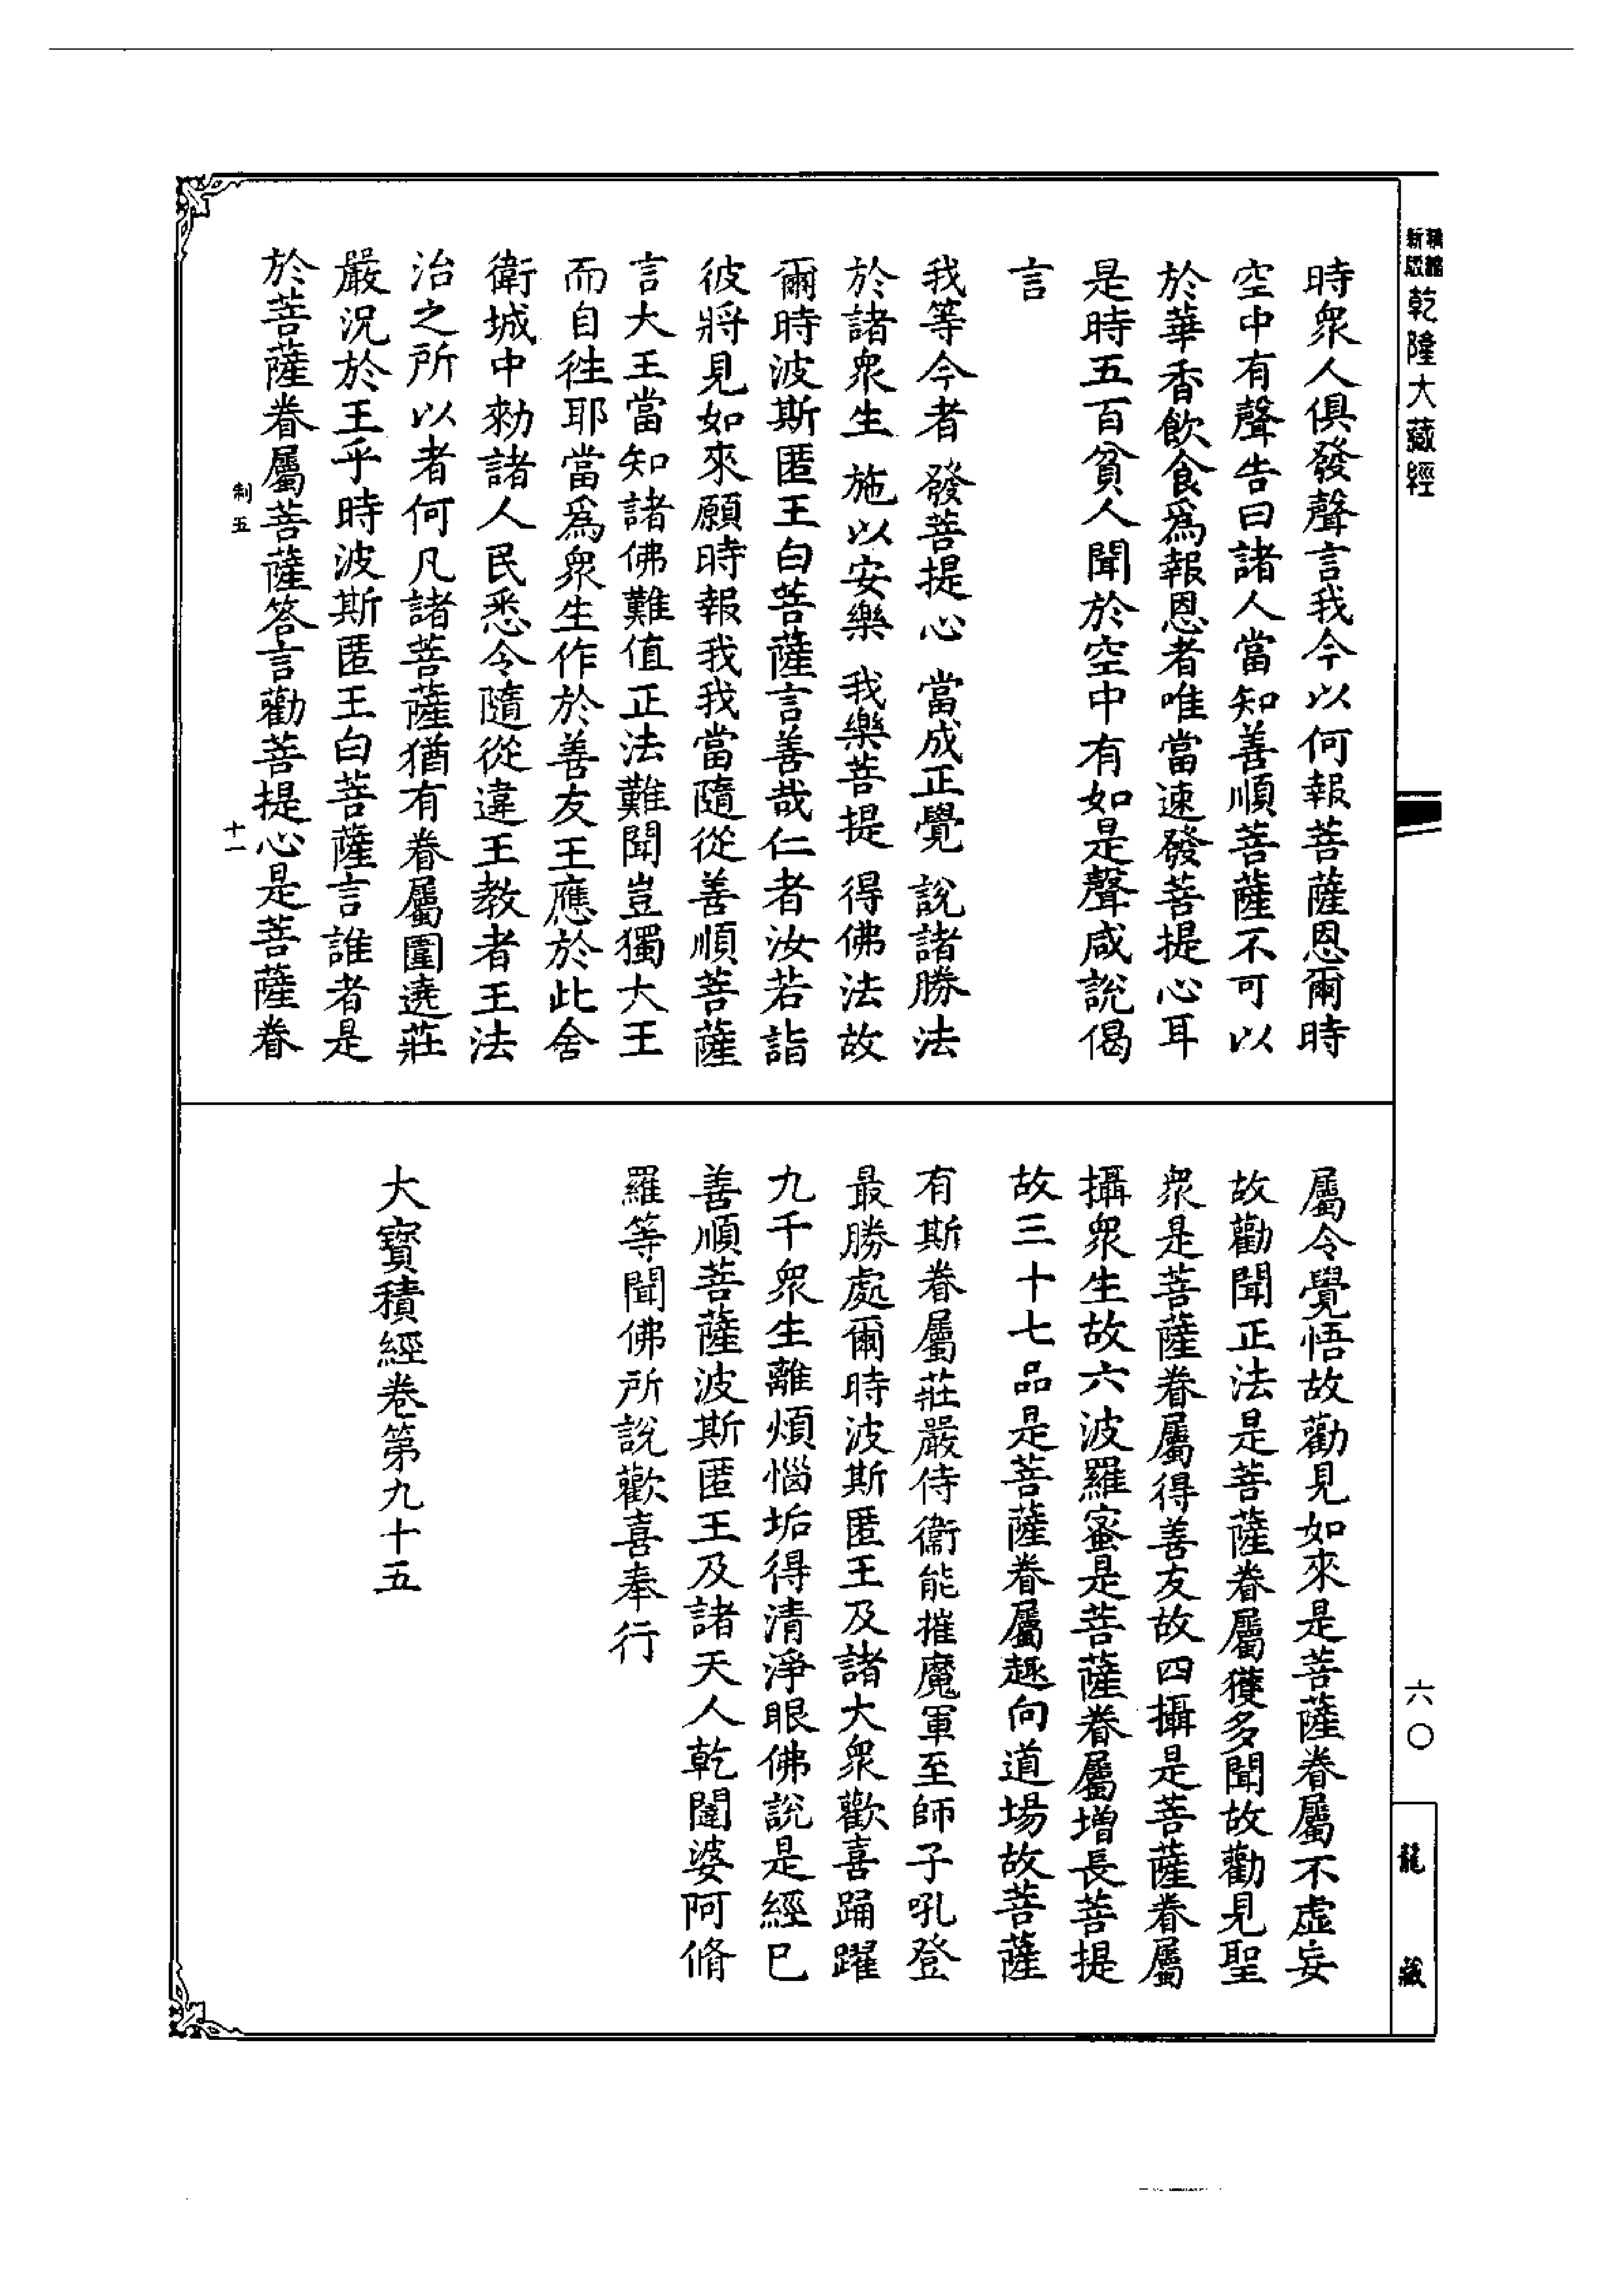 新版
精縮
乾隆大藏經
時眾人俱發聲言我今以何報菩薩恩爾時
空中有聲告曰諸人當知善順菩薩不可以
於華香飲食為報恩者唯當速發菩提心耳
是時五百貧人聞於空中有如是聲咸說偈
言
我等今者 發菩提心 當成正覺 說諸勝法
於諸眾生 施以安樂 我樂菩提 得佛法故
爾時波斯匿王白菩薩言善哉仁者汝若詣
彼將見如來願時報我我當隨從善順菩薩
言大王當知諸佛難值正法難聞豈獨大王
而自徃耶當為眾生作於善友王應於此舍
衛城中勑諸人民悉令隨從違王教者王法
治之所以者何凡諸菩薩猶有眷屬圍遶莊
嚴況於王乎時波斯匿王白菩薩言誰者是
於菩薩眷屬菩薩答言勸菩提心是菩薩眷
制五 十一
屬令覺悟故勸見如來是菩薩眷屬不虛妄
故勸聞正法是菩薩眷屬獲多聞故勸見聖
眾是菩薩眷屬得善友故四攝是菩薩眷屬
攝眾生故六波羅蜜是菩薩眷屬增長菩提
故三十七品是菩薩眷屬趣向道場故菩薩
有斯眷屬莊嚴侍衞能摧魔軍至師子吼登
最勝處爾時波斯匿王及諸大眾歡喜踊躍
九千眾生離煩惱垢得清淨眼佛說是經已
善順菩薩波斯匿王及諸天人乾闥婆阿脩
羅等聞佛所說歡喜奉行
大寶積經卷第九十五
六〇
龍藏